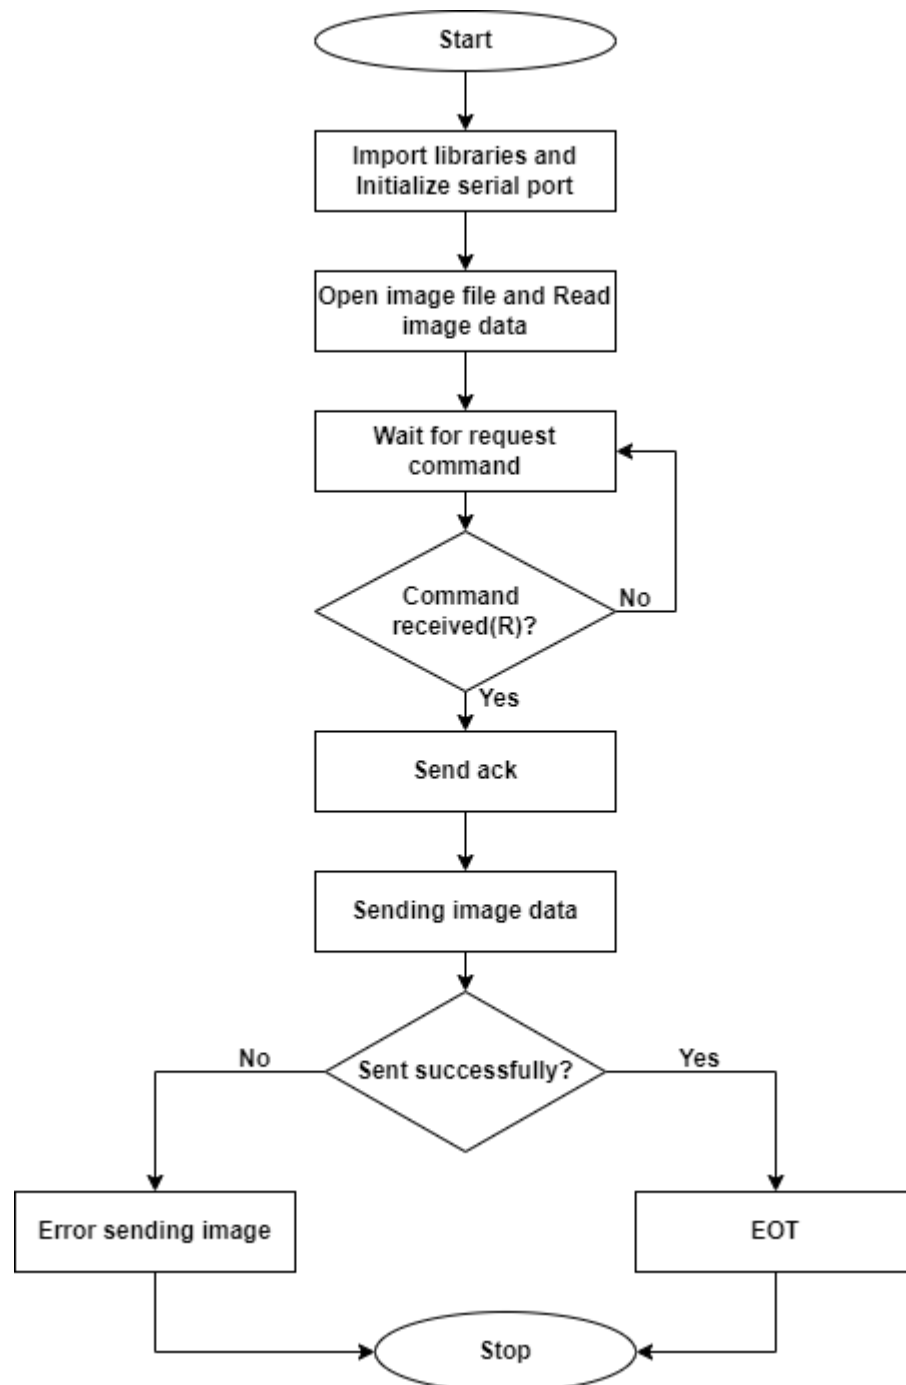 Start
Import libraries and
Initialize serial port
Open image file and Read
image data
Wait for request
command
Command
received(R)?
No
Yes
Send ack
Sending image data
No
Sent successfully?
Yes
Error sending image
EOT
Stop